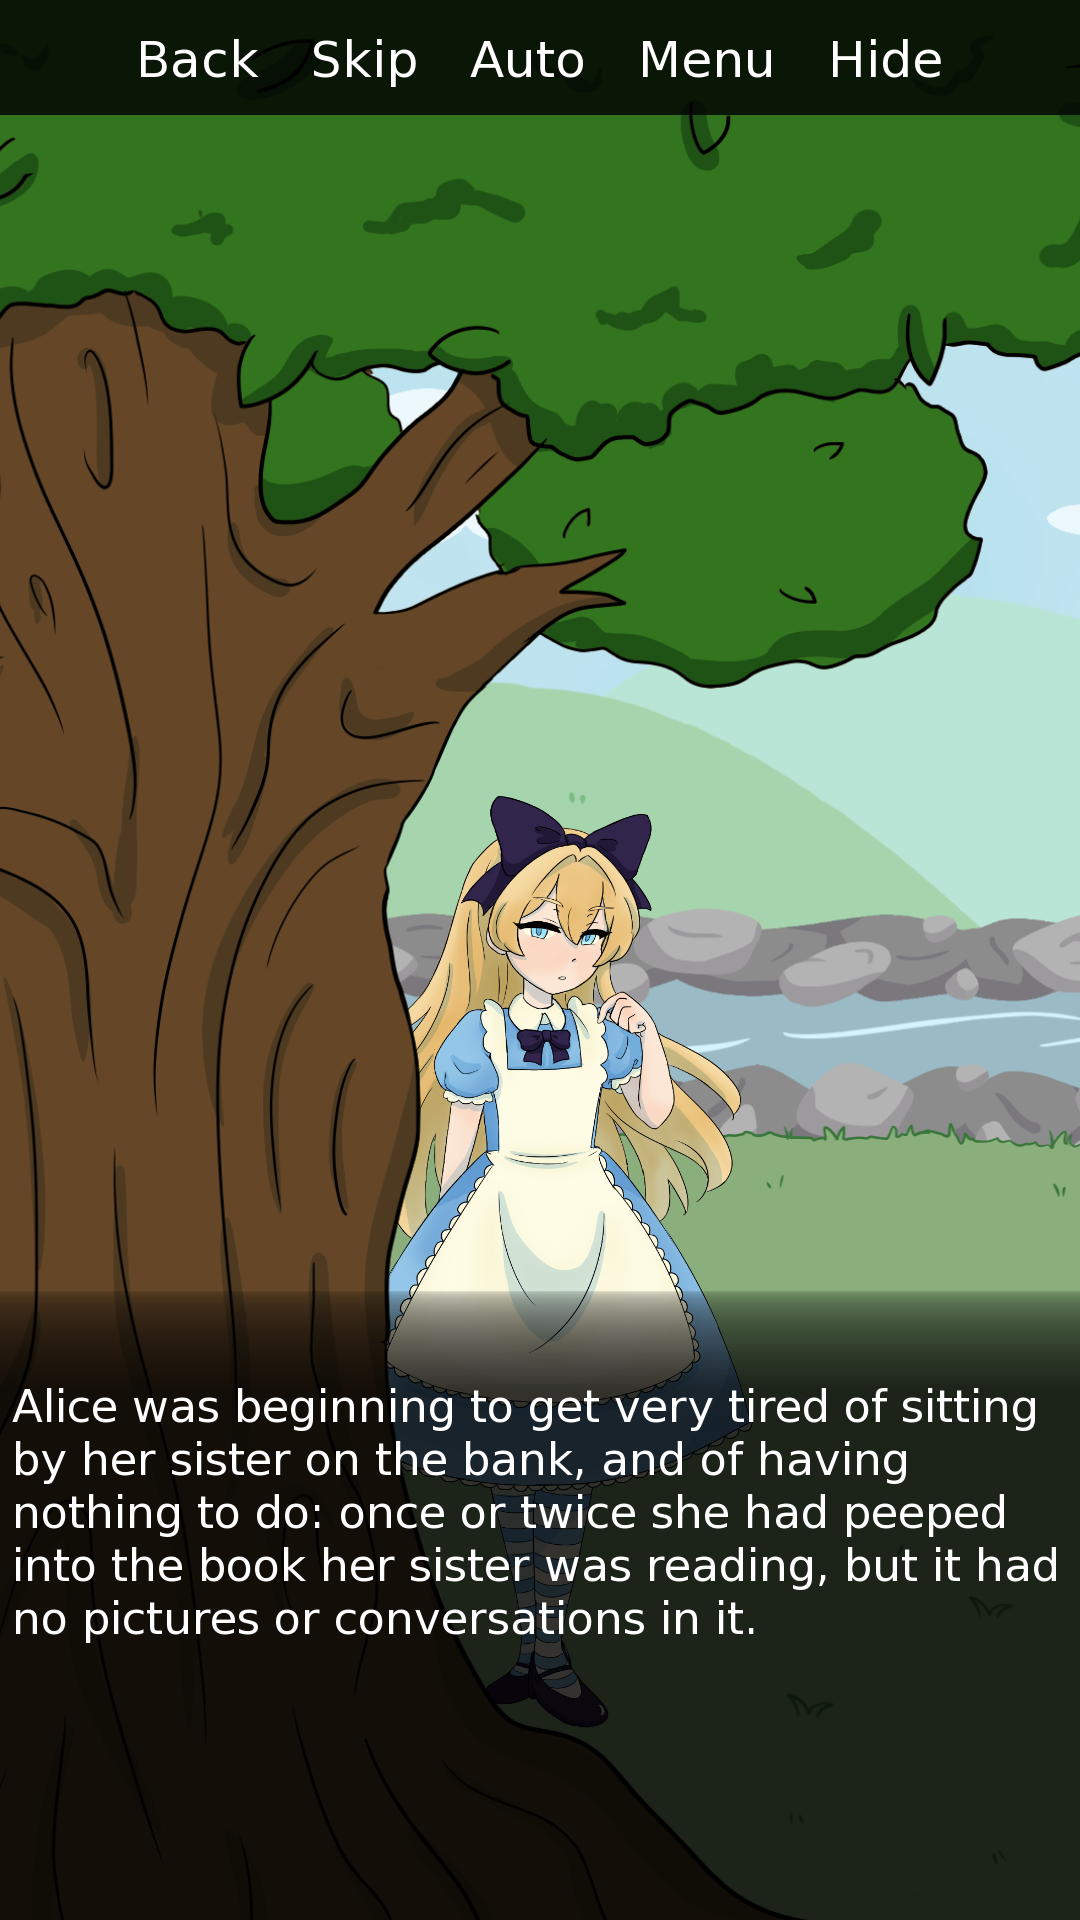 Back Skip Auto Menu Hide
Alice was beginning to get very tired of sitting
by her sister on the bank, and of having
nothing to do: once or twice she had peeped
into the book her sister was reading, but it had
no pictures or conversations in it.